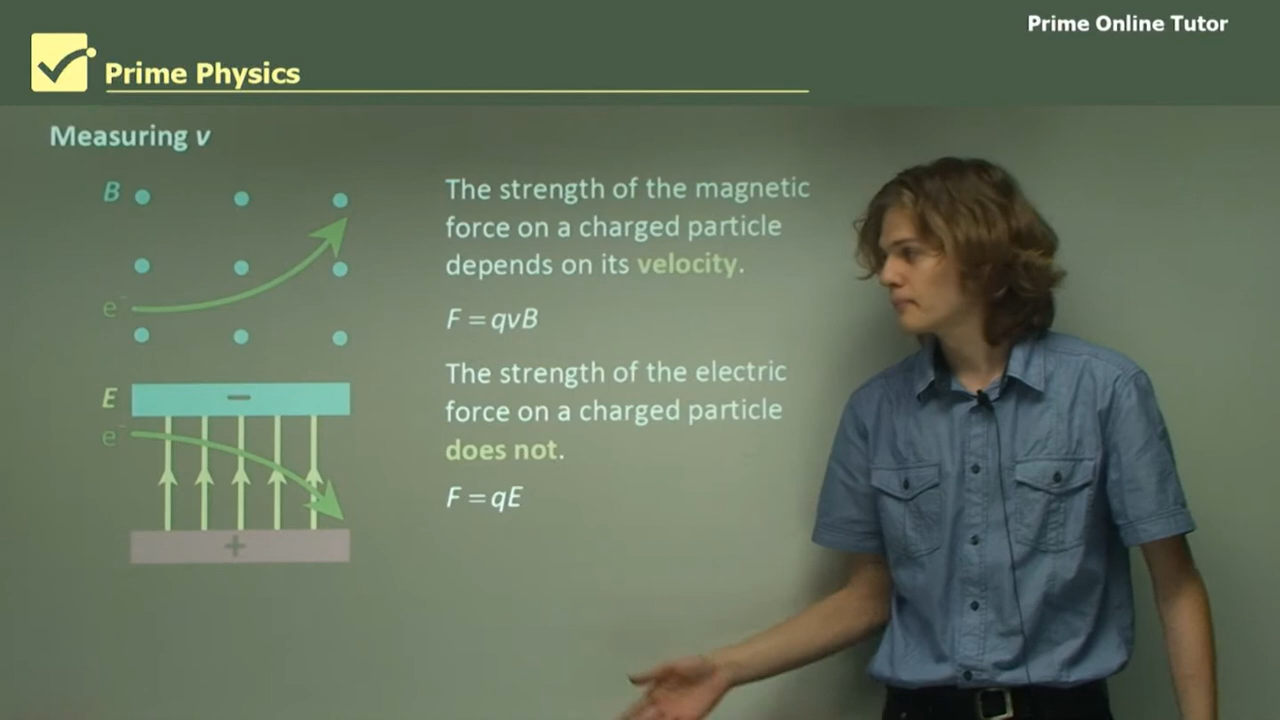 Prime Online Tutor
Prime Physics
Measuring v
B
e⁻
E
−
e⁻
+
The strength of the magnetic
force on a charged particle
depends on its velocity.
F = qvB
The strength of the electric
force on a charged particle
does not.
F = qE